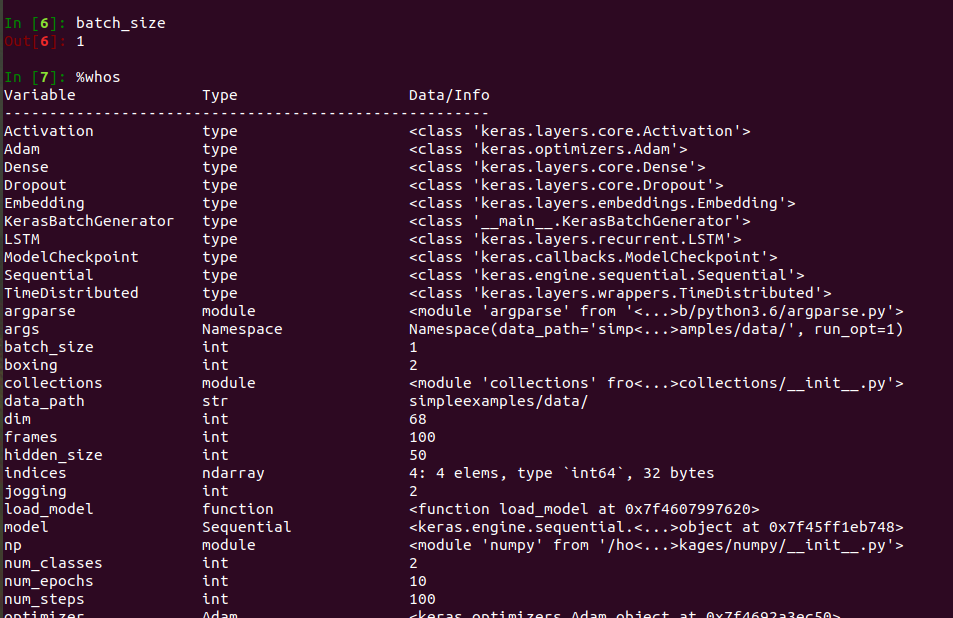 In [6]: batch_size
Out[6]: 1
In [7]: %whos
Variable Type Data/Info
------------------------------------------------------
Activation type <class 'keras.layers.core.Activation'>
Adam type <class 'keras.optimizers.Adam'>
Dense type <class 'keras.layers.core.Dense'>
Dropout type <class 'keras.layers.core.Dropout'>
Embedding type <class 'keras.layers.embeddings.Embedding'>
KerasBatchGenerator type <class '__main__.KerasBatchGenerator'>
LSTM type <class 'keras.layers.recurrent.LSTM'>
ModelCheckpoint type <class 'keras.callbacks.ModelCheckpoint'>
Sequential type <class 'keras.engine.sequential.Sequential'>
TimeDistributed type <class 'keras.layers.wrappers.TimeDistributed'>
argparse module <module 'argparse' from '<...>b/python3.6/argparse.py'>
args Namespace Namespace(data_path='simp<...>amples/data/', run_opt=1)
batch_size int 1
boxing int 2
collections module <module 'collections' fro<...>collections/__init__.py'>
data_path str simpleexamples/data/
dim int 68
frames int 100
hidden_size int 50
indices ndarray 4: 4 elems, type `int64`, 32 bytes
jogging int 2
load_model function <function load_model at 0x7f4607997620>
model Sequential <keras.engine.sequential.<...>object at 0x7f45ff1eb748>
np module <module 'numpy' from '/ho<...>kages/numpy/__init__.py'>
num_classes int 2
num_epochs int 10
num_steps int 100
optimizer Adam <keras.optimizers.Adam object at 0x7f4692a3ec50>